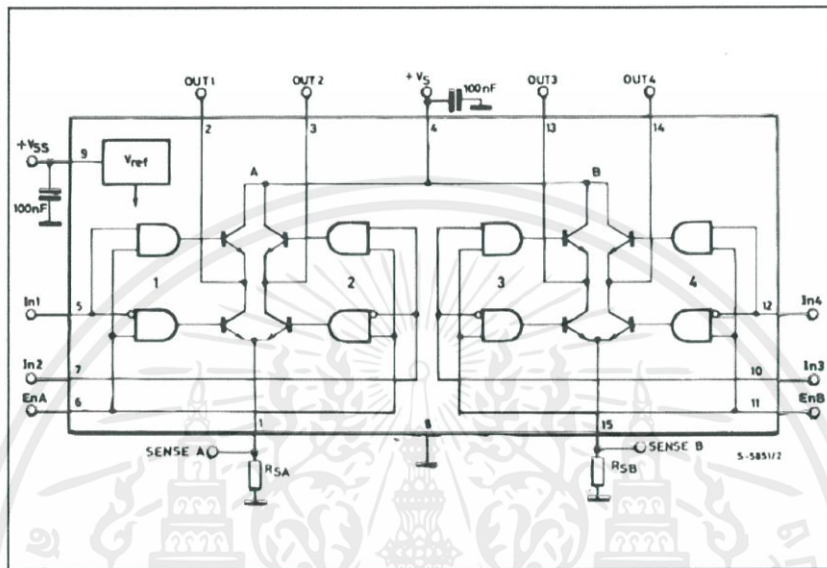 OUT1 OUT2 +VS 100nF OUT3 OUT4
2 3 4 13 14
+VSS 9 Vref A B
100nF
1 2 3 4
In1 5 12 In4
In2 7 10 In3
EnA 6 11 EnB
1 8 15
SENSE A SENSE B S-5851/2
RSA RSB